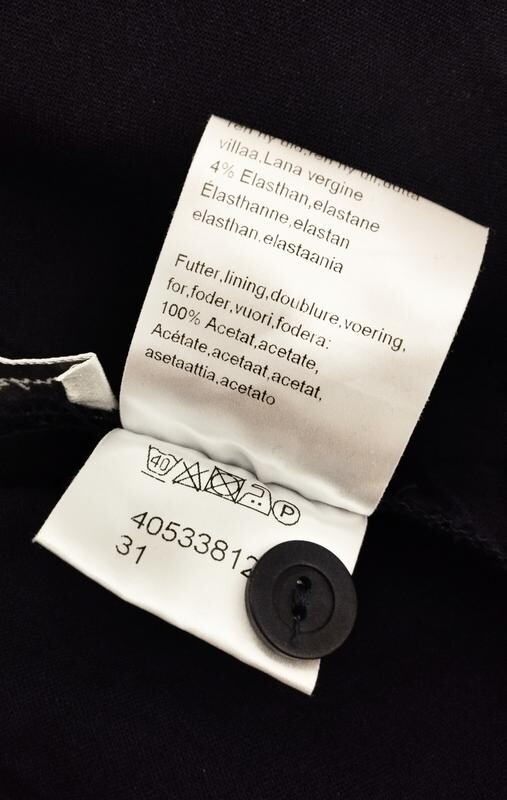 villaa,Lana vergine
4% Elasthan,elastane
Élasthanne,elastan
elasthan,elastaania
Futter,lining,doublure,voering,
for,foder,vuori,fodera:
100% Acetat,acetate,
Acétate,acetaat,acetat,
asetaattia,acetato
40 P
40533812
31